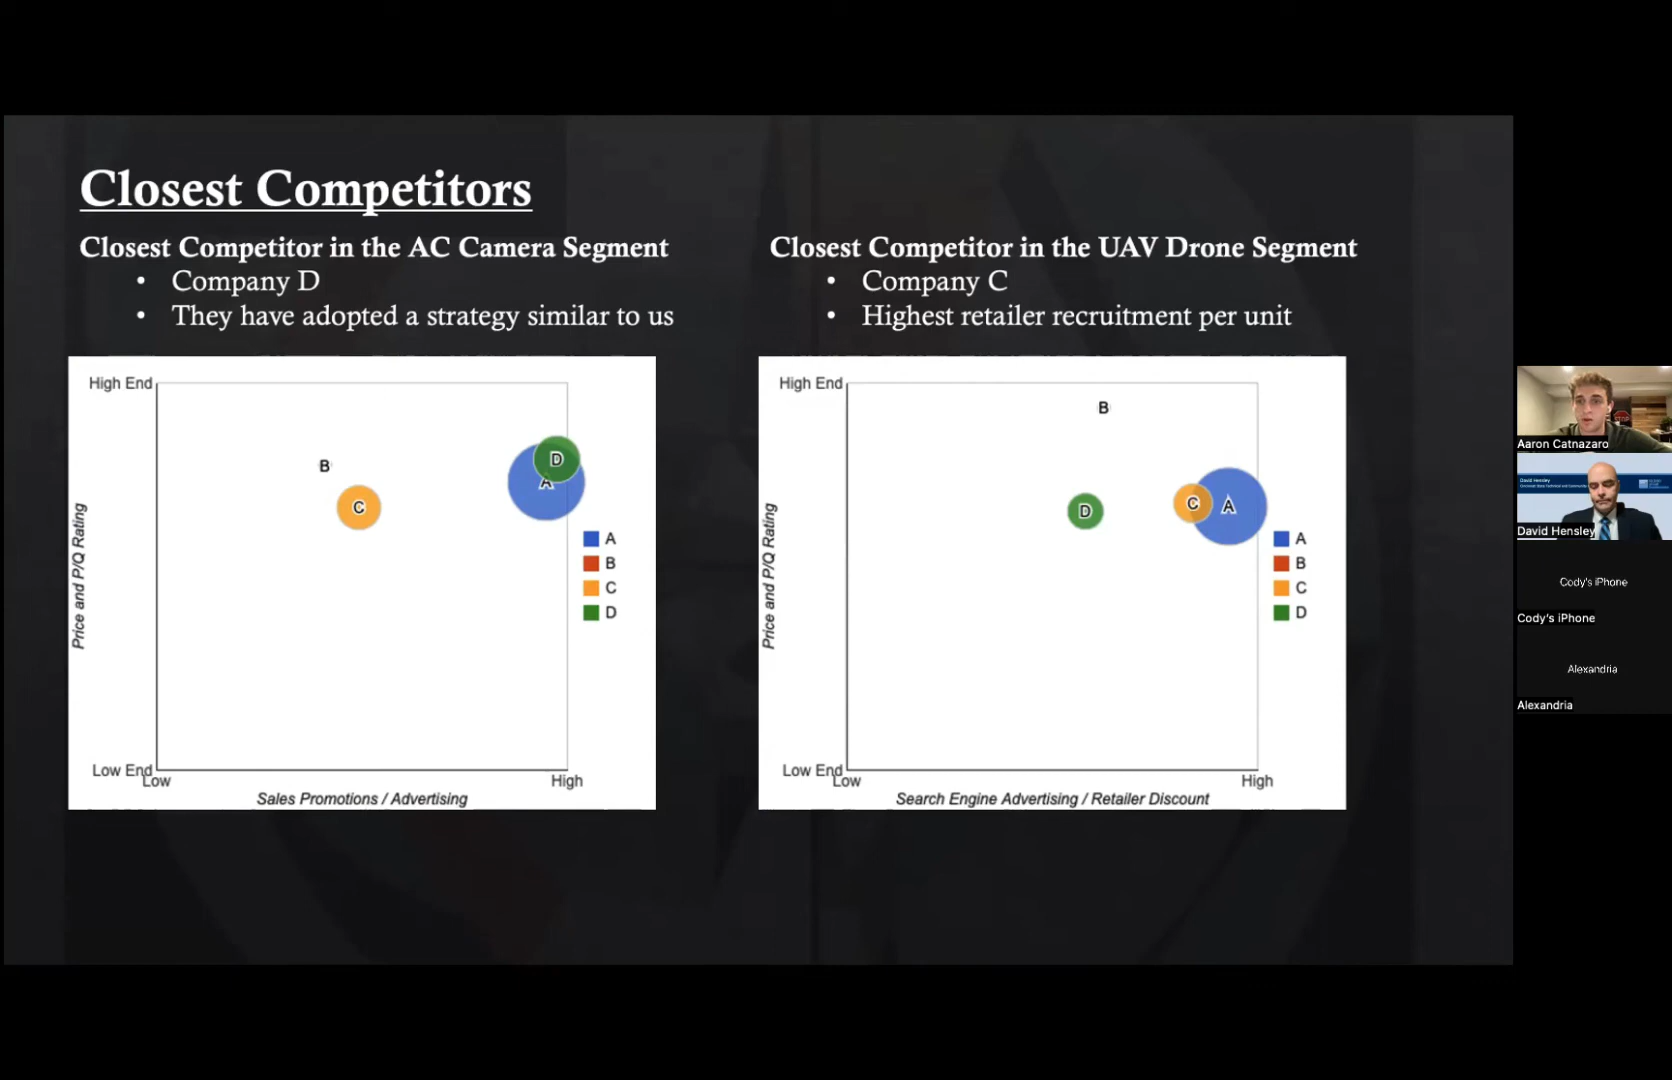 Closest Competitors
Closest Competitor in the AC Camera Segment
• Company D
• They have adopted a strategy similar to us
Closest Competitor in the UAV Drone Segment
• Company C
• Highest retailer recruitment per unit
High End
Price and P/Q Rating
B
C
D
A
A
B
C
D
Low End
Low
High
Sales Promotions / Advertising
High End
Price and P/Q Rating
B
D
C
A
A
B
C
D
Low End
Low
High
Search Engine Advertising / Retailer Discount
Aaron Catnazaro
David Hensley
David Hensley
Cody's iPhone
Cody's iPhone
Alexandria
Alexandria